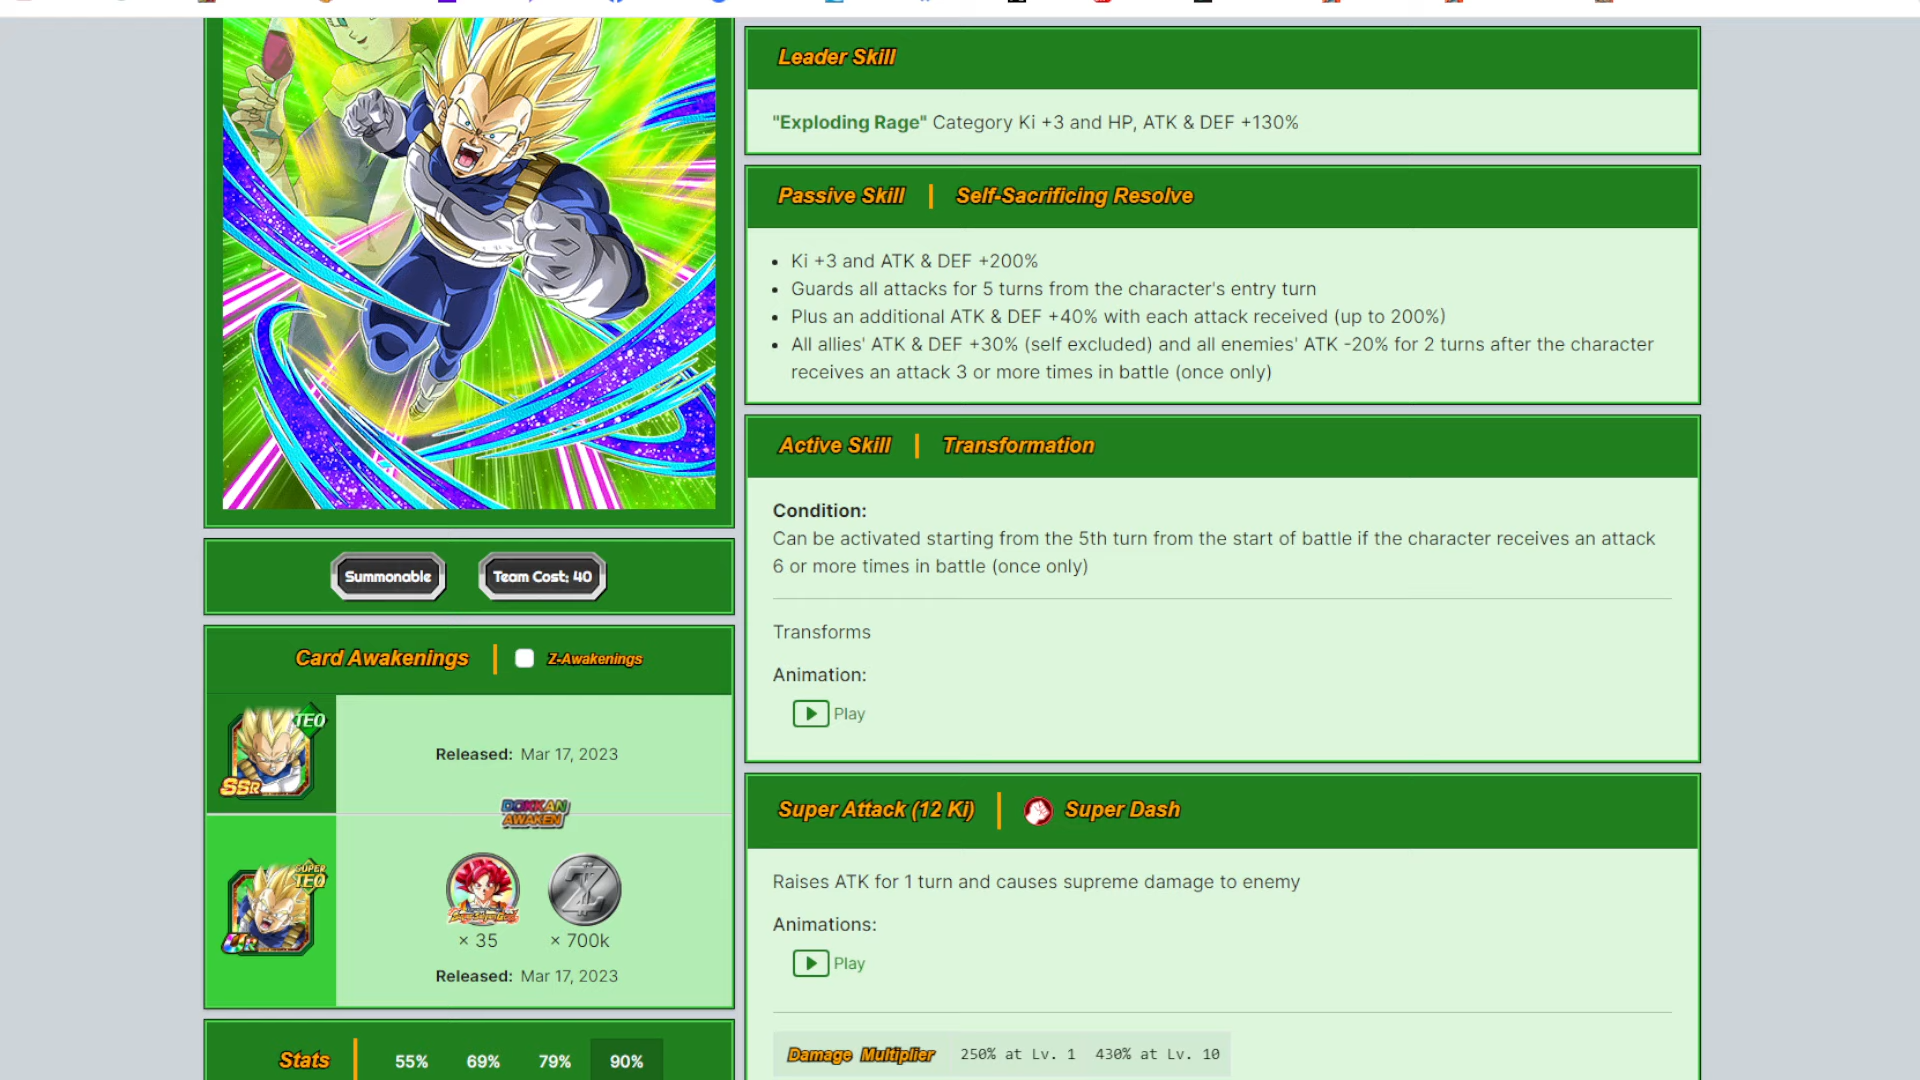 Leader Skill
"Exploding Rage" Category Ki +3 and HP, ATK & DEF +130%
Passive Skill | Self-Sacrificing Resolve
Ki +3 and ATK & DEF +200%
Guards all attacks for 5 turns from the character's entry turn
Plus an additional ATK & DEF +40% with each attack received (up to 200%)
All allies' ATK & DEF +30% (self excluded) and all enemies' ATK -20% for 2 turns after the character
receives an attack 3 or more times in battle (once only)
Active Skill | Transformation
Condition:
Can be activated starting from the 5th turn from the start of battle if the character receives an attack
6 or more times in battle (once only)
Transforms
Animation:
Play
Super Attack (12 Ki) | Super Dash
Raises ATK for 1 turn and causes supreme damage to enemy
Animations:
Play
Damage Multiplier 250% at Lv. 1 430% at Lv. 10
Summonable Team Cost: 40
Card Awakenings | Z-Awakenings
TEQ
SSR
Released: Mar 17, 2023
DOKKAN
AWAKEN
SUPER
TEQ
UR
× 35 × 700k
Released: Mar 17, 2023
Stats | 55% 69% 79% 90%